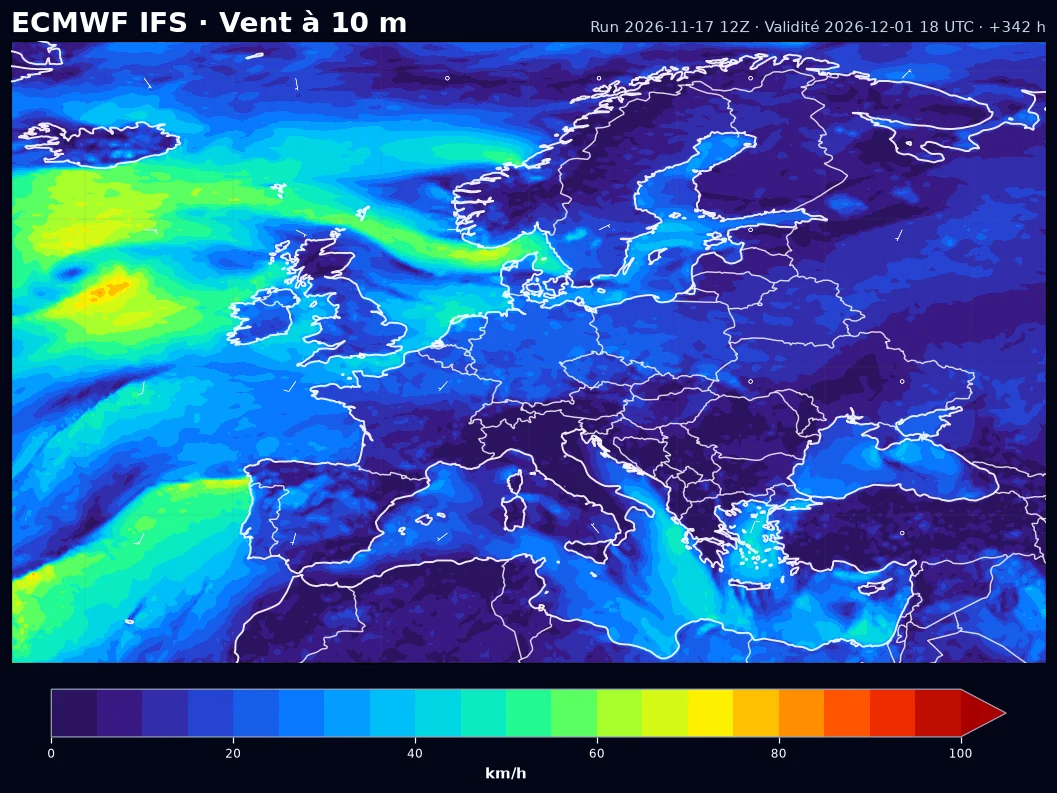 ECMWF IFS · Vent à 10 m
Run 2026-11-17 12Z · Validité 2026-12-01 18 UTC · +342 h
0 20 40 60 80 100
km/h